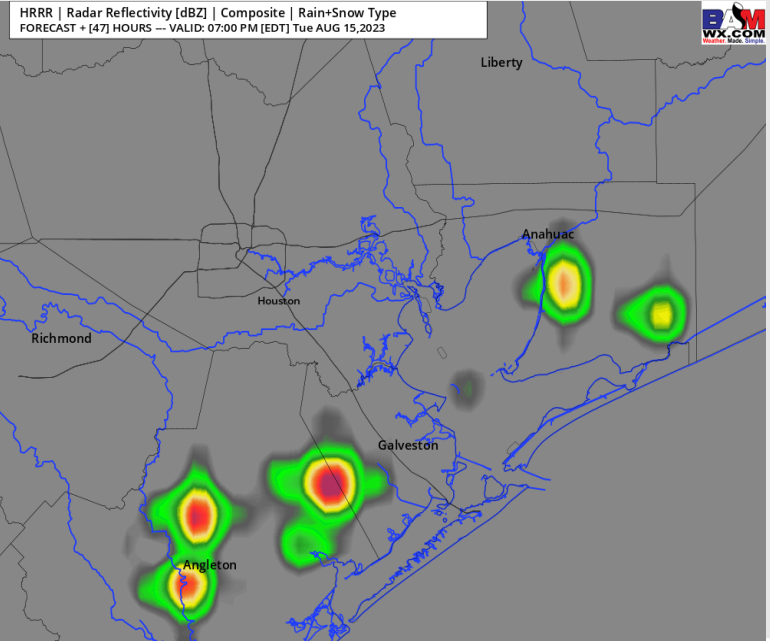 HRRR | Radar Reflectivity [dBZ] | Composite | Rain+Snow Type
FORECAST + [47] HOURS --- VALID: 07:00 PM [EDT] Tue AUG 15,2023
BAM
WX.COM
Weather. Made. Simple.
Liberty
Anahuac
Houston
Richmond
Galveston
Angleton